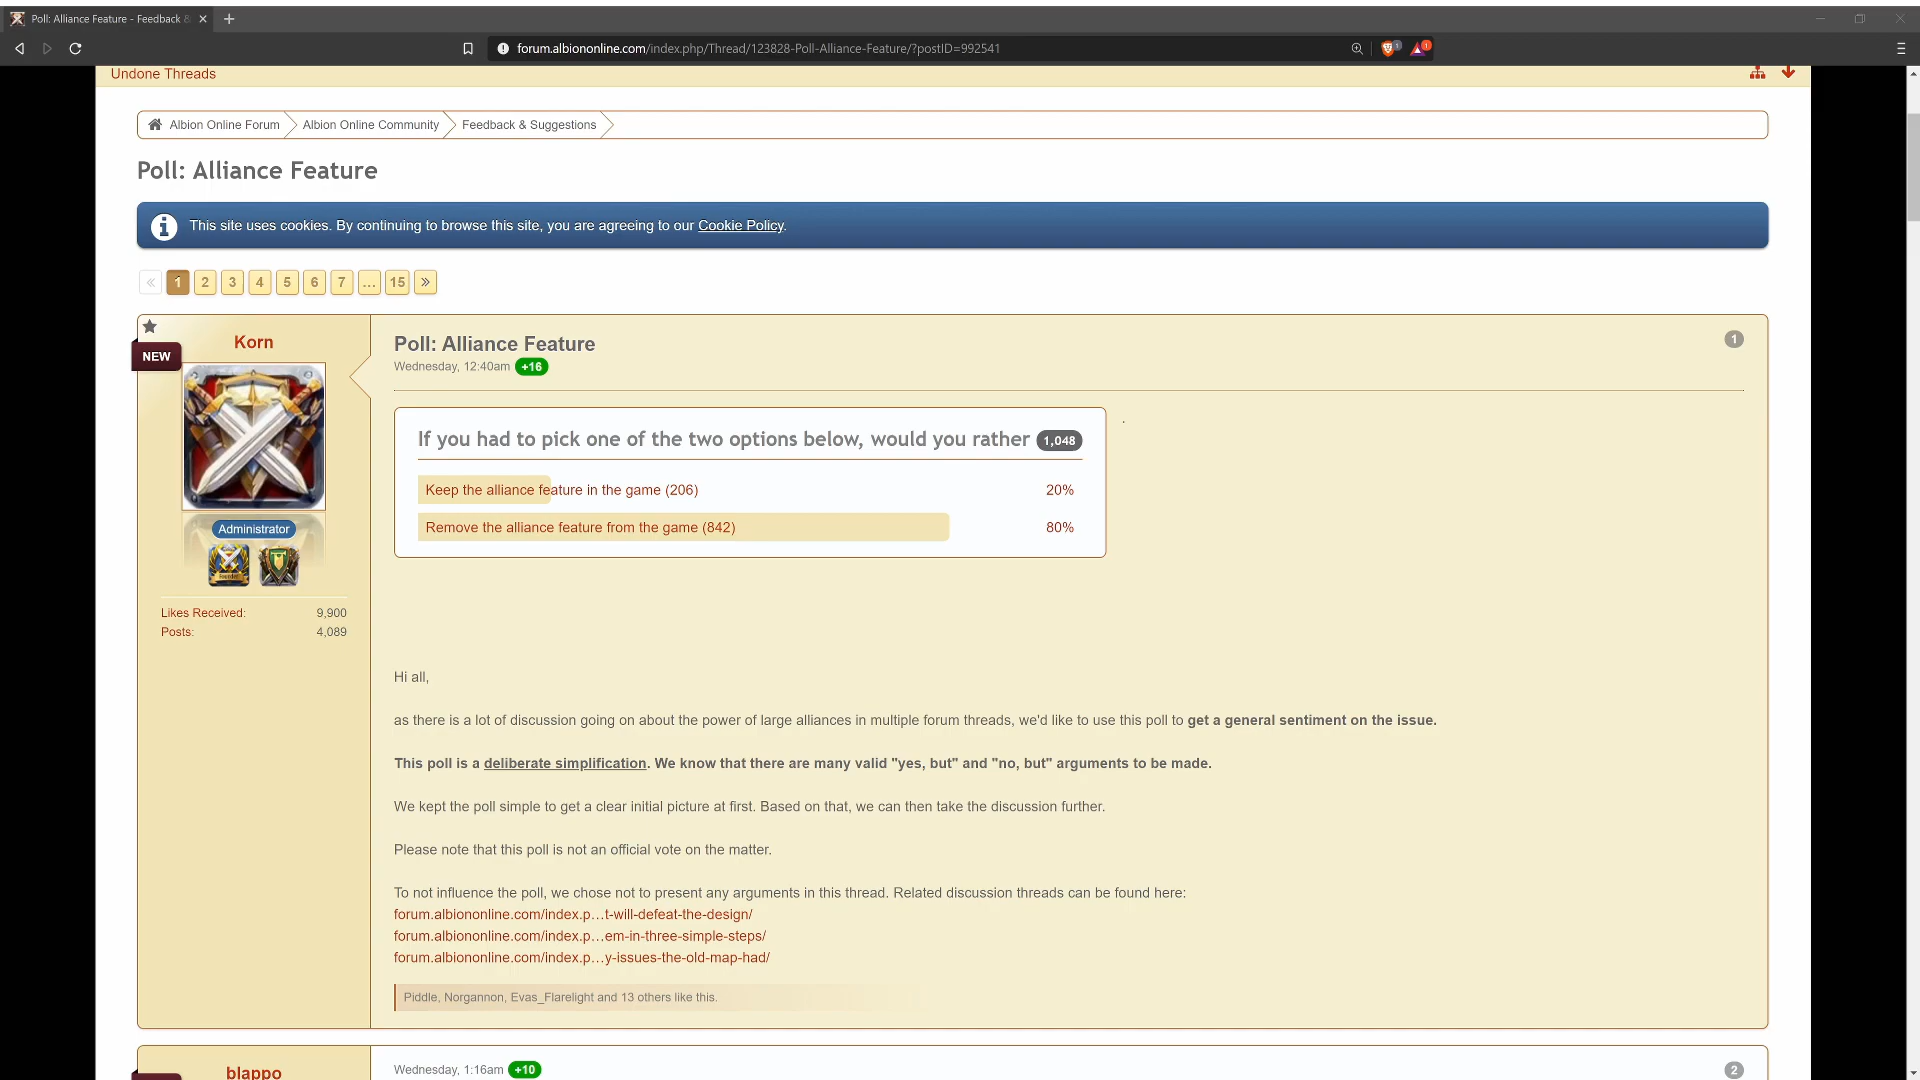 Poll: Alliance Feature - Feedback &
forum.albiononline.com/index.php/Thread/123828-Poll-Alliance-Feature/?postID=992541
1
1
Undone Threads
Albion Online Forum
Albion Online Community
Feedback & Suggestions
Poll: Alliance Feature
This site uses cookies. By continuing to browse this site, you are agreeing to our Cookie Policy.
« 1 2 3 4 5 6 7 … 15 »
NEW
Korn
Administrator
Founder
Likes Received: 9,900
Posts: 4,089
Poll: Alliance Feature
1
Wednesday, 12:40am +16
If you had to pick one of the two options below, would you rather 1,048
Keep the alliance feature in the game (206) 20%
Remove the alliance feature from the game (842) 80%
.
Hi all,
as there is a lot of discussion going on about the power of large alliances in multiple forum threads, we'd like to use this poll to get a general sentiment on the issue.
This poll is a deliberate simplification. We know that there are many valid "yes, but" and "no, but" arguments to be made.
We kept the poll simple to get a clear initial picture at first. Based on that, we can then take the discussion further.
Please note that this poll is not an official vote on the matter.
To not influence the poll, we chose not to present any arguments in this thread. Related discussion threads can be found here:
forum.albiononline.com/index.p…t-will-defeat-the-design/
forum.albiononline.com/index.p…em-in-three-simple-steps/
forum.albiononline.com/index.p…y-issues-the-old-map-had/
Piddle, Norgannon, Evas_Flarelight and 13 others like this.
blappo
Wednesday, 1:16am +10
2